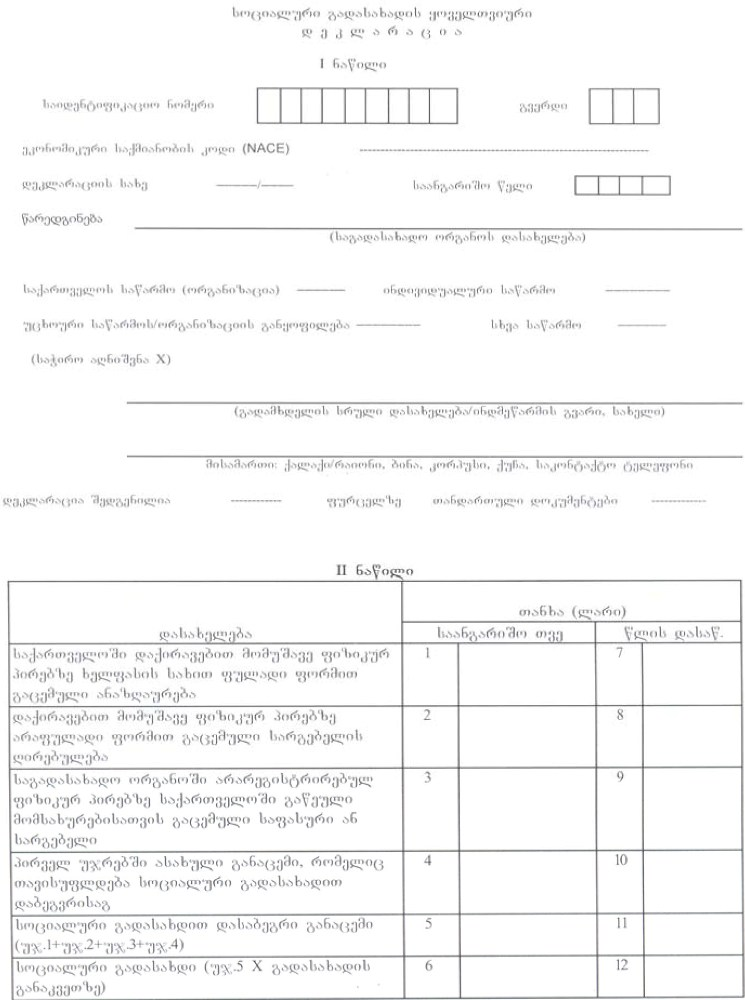 სოციალური გადასახადის ყოველთვიური
დ ე კ ლ ა რ ა ც ი ა
I ნაწილი
საიდენტიფიკაციო ნომერი გვერდი
ეკონომიკური საქმიანობის კოდი (NACE) --------------------
დეკლარაციის სახე ———/——— საანგარიშო წელი
წარედგინება
(საგადასახადო ორგანოს დასახელება)
საქართველოს საწარმო (ორგანიზაცია) ———— ინდივიდუალური საწარმო ————
უცხოური საწარმოს/ორგანიზაციის განყოფილება ———— სხვა საწარმო ————
(საჭირო აღნიშვნა X)
(გადამხდელის სრული დასახელება/ინდმეწარმის გვარი, სახელი)
მისამართი: ქალაქი/რაიონი, ბინა, კორპუსი, ქუჩა, საკონტაქტო ტელეფონი
დეკლარაცია შედგენილია ------------ ფურცელზე თანდართული დოკუმენტები ------------
II ნაწილი
თანხა (ლარი)
დასახელება საანგარიშო თვე წლის დასაწ.
საქართველოში დაქირავებით მომუშავე ფიზიკურ 1 7
პირებზე ხელფასის სახით ფულადი ფორმით
გაცემული ანაზღაურება
დაქირავებით მომუშავე ფიზიკურ პირებზე 2 8
არაფულადი ფორმით გაცემული სარგებელის
ღირებულება
საგადასახადო ორგანოში არარეგისტრირებულ 3 9
ფიზიკურ პირებზე საქართველოში გაწეული
მომსახურებისათვის გაცემული საფასური ან
სარგებელი
პირველ უჯრებში ასახული განაცემი, რომელიც 4 10
თავისუფლდება სოციალური გადასახადით
დაბეგვრისაგ
სოციალური გადასახდით დასაბეგრი განაცემი 5 11
(უჯ.1+უჯ.2+უჯ.3+უჯ.4)
სოციალური გადასახდი (უჯ.5 X გადასახადის 6 12
განაკვეთზე)